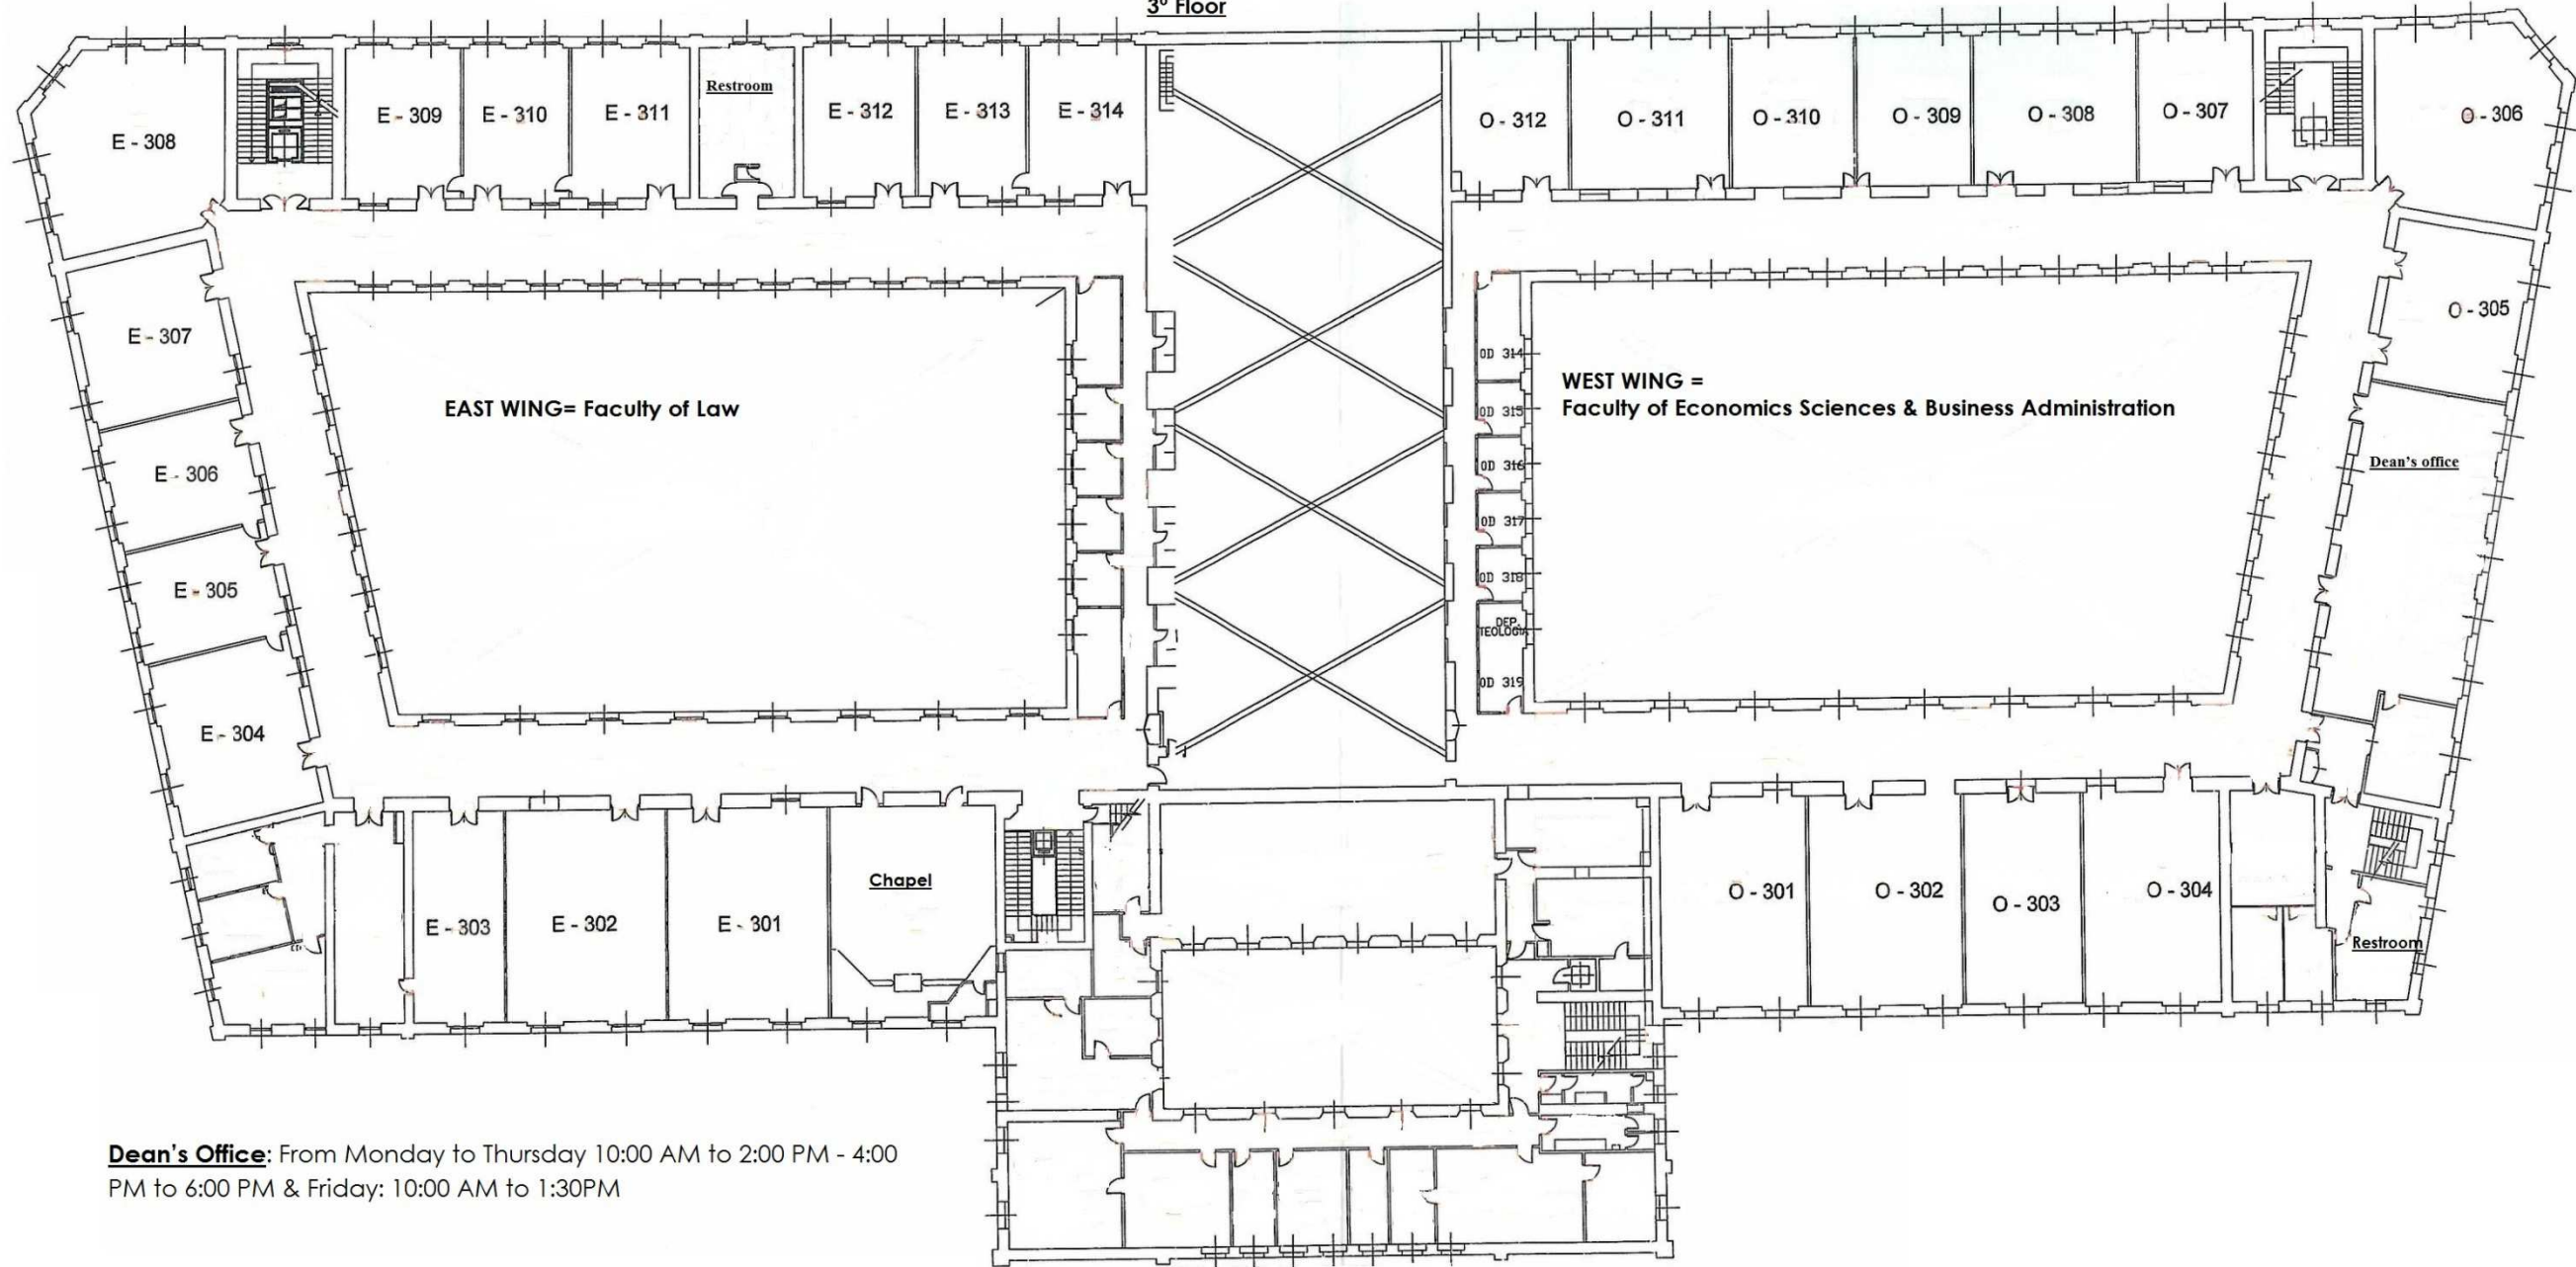 3º Floor
E - 308
E - 309
E - 310
E - 311
Restroom
E - 312
E - 313
E - 314
O - 312
O - 311
O - 310
O - 309
O - 308
O - 307
O - 306
E - 307
O - 305
OD 314
EAST WING= Faculty of Law
WEST WING =
Faculty of Economics Sciences & Business Administration
OD 315
E - 306
OD 316
Dean's office
OD 317
E - 305
OD 318
DEP.
TEOLOGIA
OD 319
E - 304
Chapel
E - 303
E - 302
E - 301
O - 301
O - 302
O - 303
O - 304
Restroom
Dean's Office: From Monday to Thursday 10:00 AM to 2:00 PM - 4:00
PM to 6:00 PM & Friday: 10:00 AM to 1:30PM